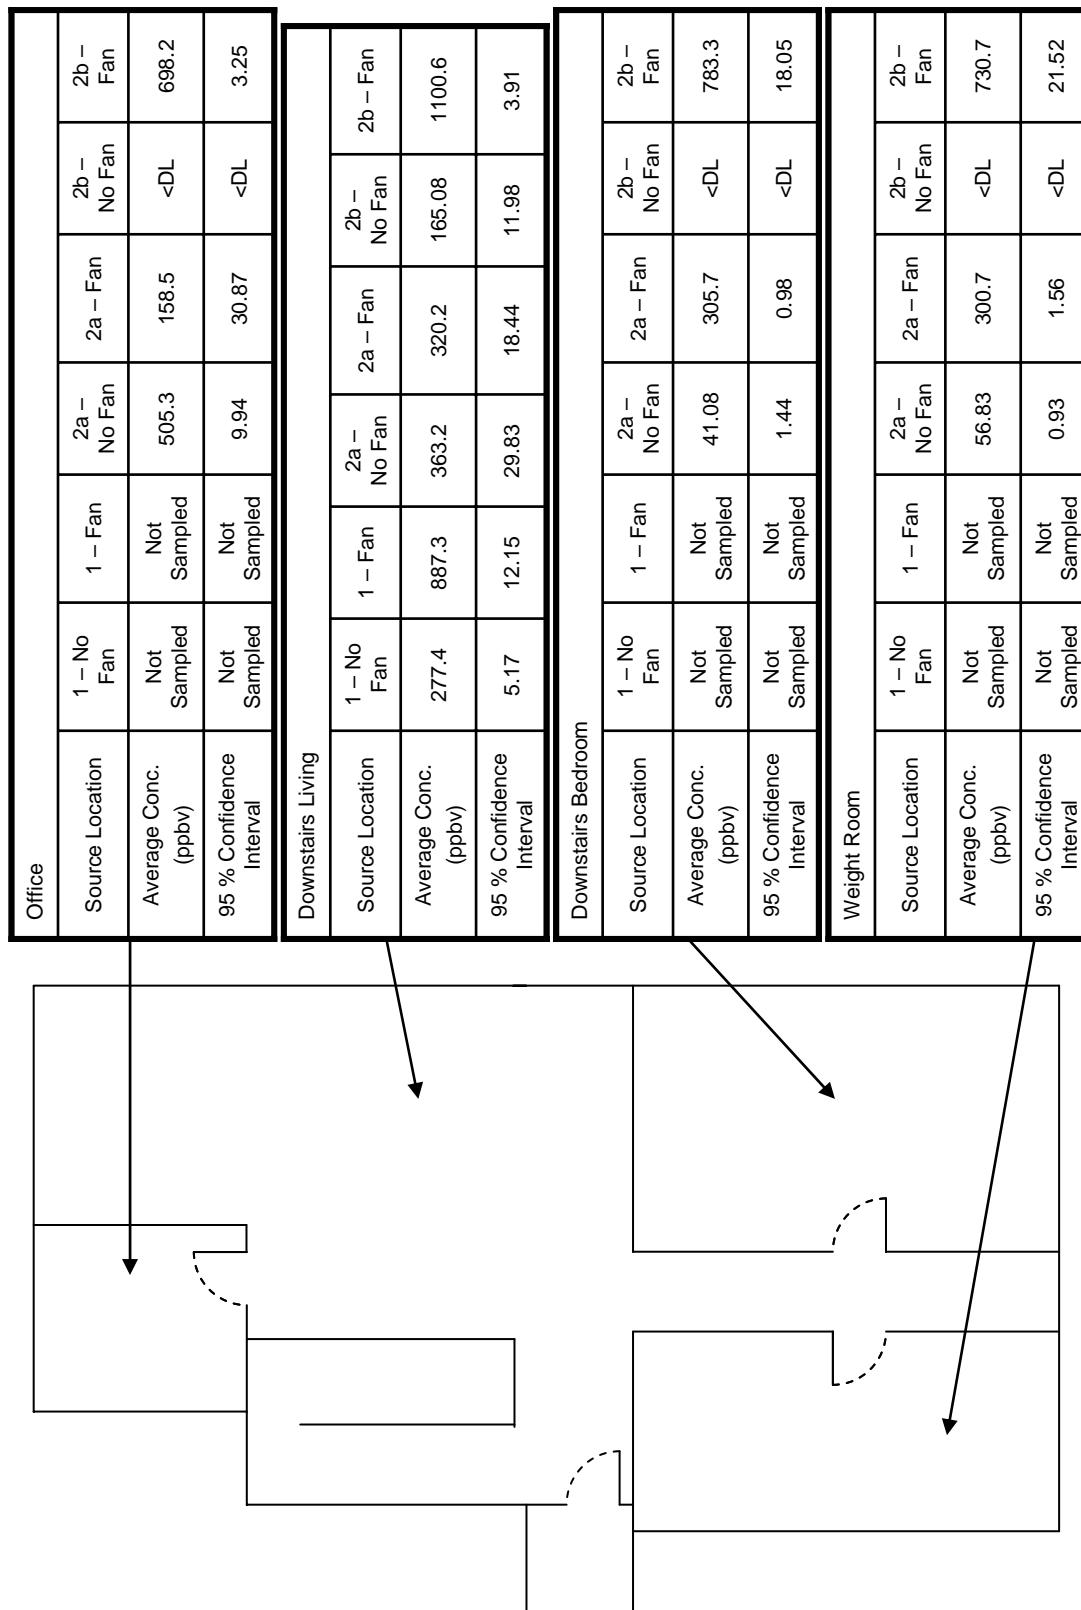 Office
Source Location 1 – No Fan 1 – Fan 2a – No Fan 2a – Fan 2b – No Fan 2b – Fan
Average Conc. (ppbv) Not Sampled Not Sampled 505.3 158.5 <DL 698.2
95 % Confidence Interval Not Sampled Not Sampled 9.94 30.87 <DL 3.25
Downstairs Living
Source Location 1 – No Fan 1 – Fan 2a – No Fan 2a – Fan 2b – No Fan 2b – Fan
Average Conc. (ppbv) 277.4 887.3 363.2 320.2 165.08 1100.6
95 % Confidence Interval 5.17 12.15 29.83 18.44 11.98 3.91
Downstairs Bedroom
Source Location 1 – No Fan 1 – Fan 2a – No Fan 2a – Fan 2b – No Fan 2b – Fan
Average Conc. (ppbv) Not Sampled Not Sampled 41.08 305.7 <DL 783.3
95 % Confidence Interval Not Sampled Not Sampled 1.44 0.98 <DL 18.05
Weight Room
Source Location 1 – No Fan 1 – Fan 2a – No Fan 2a – Fan 2b – No Fan 2b – Fan
Average Conc. (ppbv) Not Sampled Not Sampled 56.83 300.7 <DL 730.7
95 % Confidence Interval Not Sampled Not Sampled 0.93 1.56 <DL 21.52